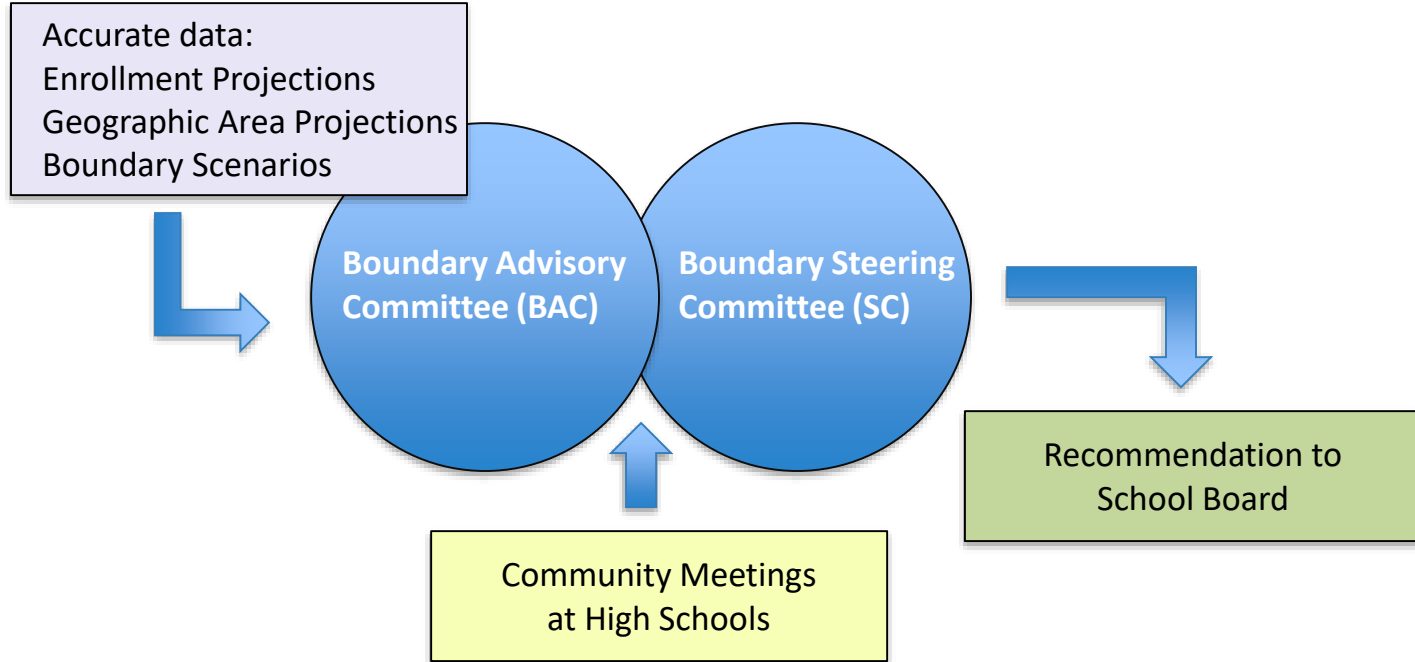 Accurate data:
Enrollment Projections
Geographic Area Projections
Boundary Scenarios
Boundary Advisory
Committee (BAC)
Boundary Steering
Committee (SC)
Recommendation to
School Board
Community Meetings
at High Schools